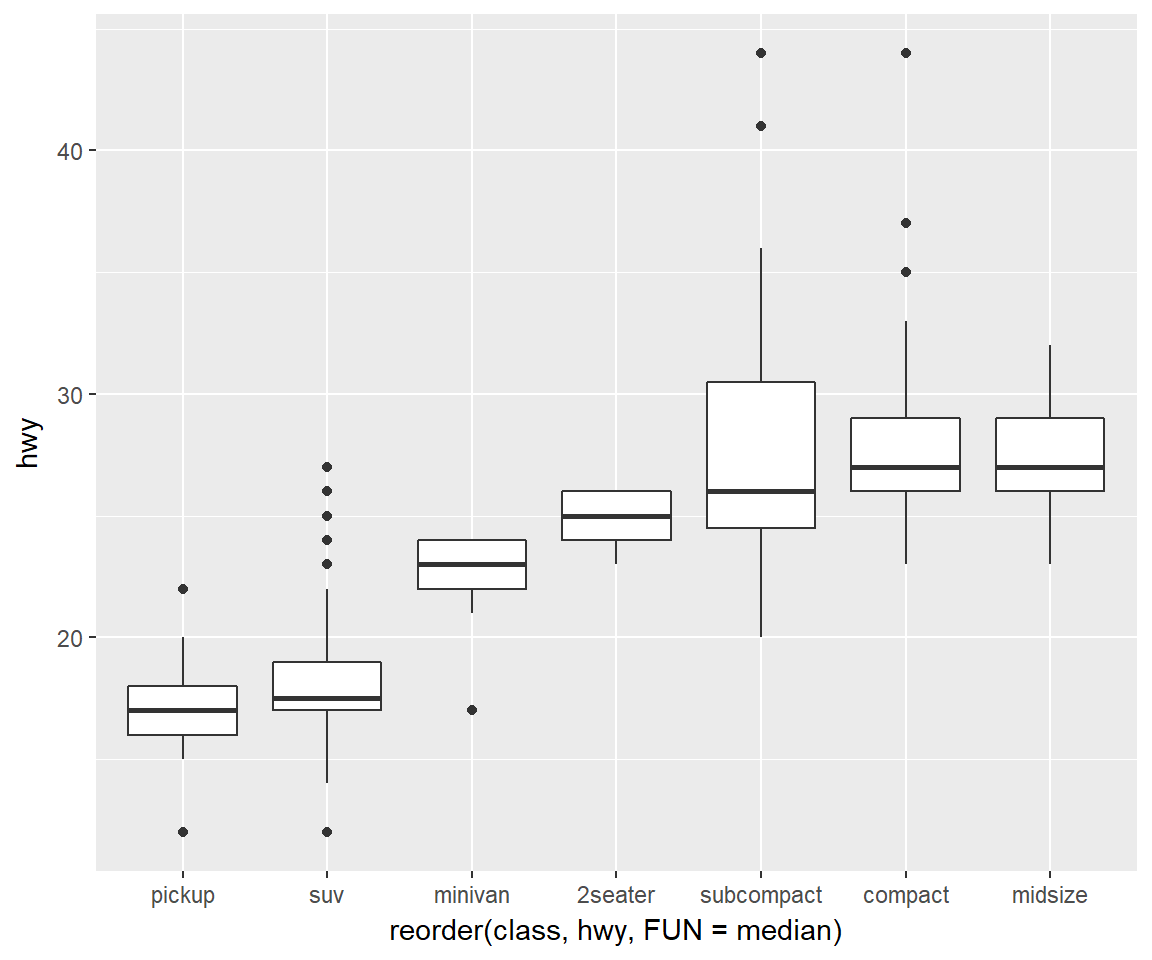 hwy
40
30
20
pickup suv minivan 2seater subcompact compact midsize
reorder(class, hwy, FUN = median)